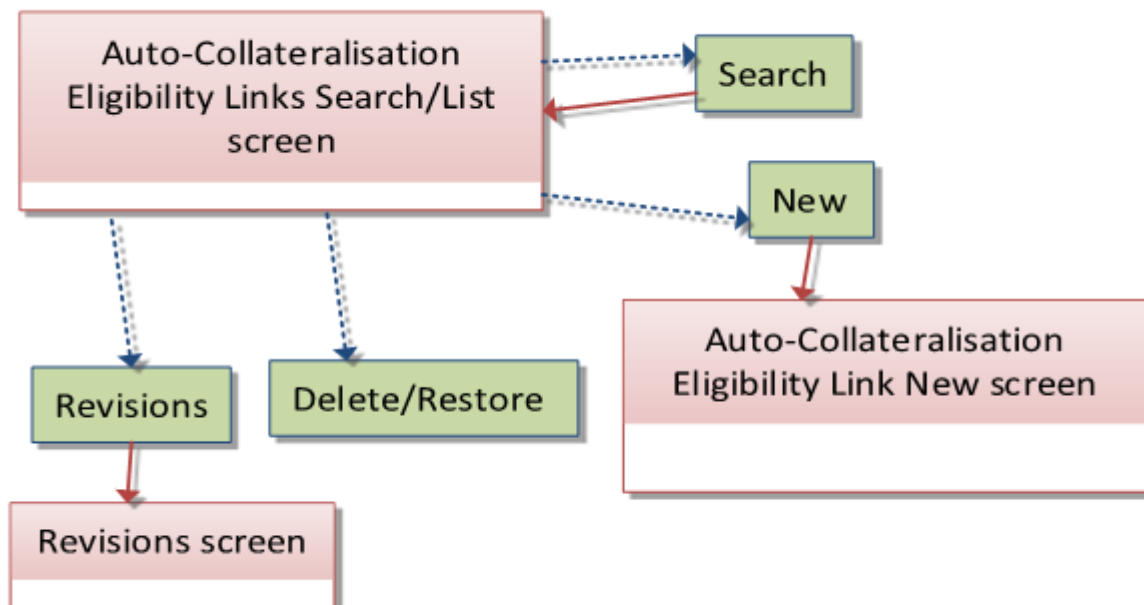 Auto-Collateralisation
Eligibility Links Search/List
screen
Search
New
Auto-Collateralisation
Eligibility Link New screen
Revisions
Delete/Restore
Revisions screen